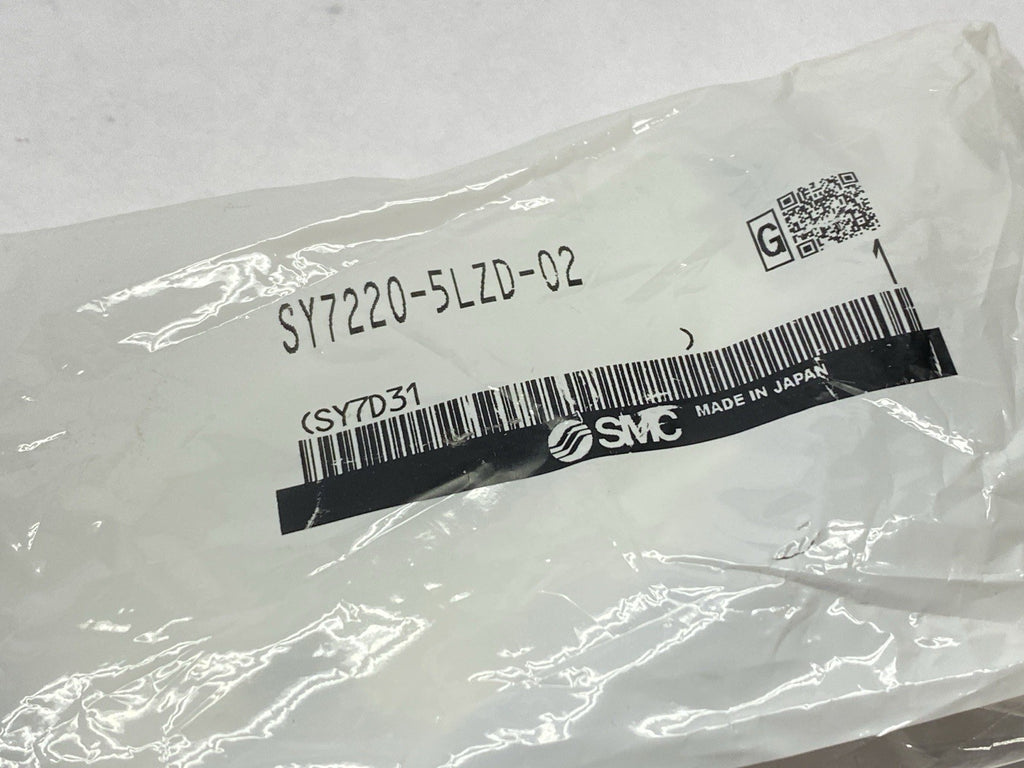 G
SY7220-5LZD-02
1
(SY7D31 )
SMC MADE IN JAPAN